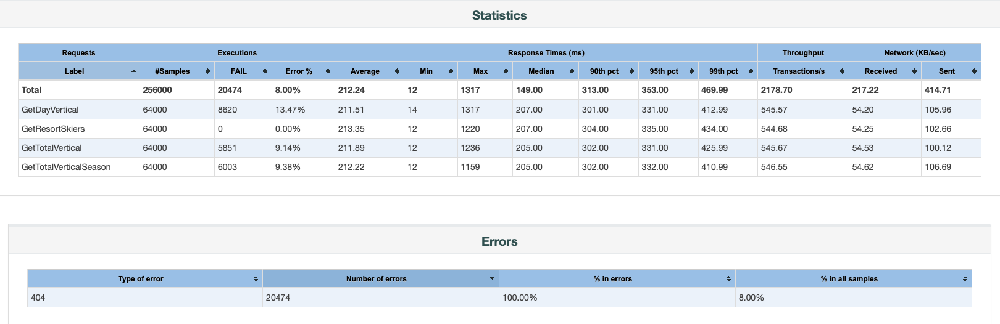 Statistics
Requests Executions Response Times (ms) Throughput Network (KB/sec)
Label #Samples FAIL Error % Average Min Max Median 90th pct 95th pct 99th pct Transactions/s Received Sent
Total 256000 20474 8.00% 212.24 12 1317 149.00 313.00 353.00 469.99 2178.70 217.22 414.71
GetDayVertical 64000 8620 13.47% 211.51 14 1317 207.00 301.00 331.00 412.99 545.57 54.20 105.96
GetResortSkiers 64000 0 0.00% 213.35 12 1220 207.00 304.00 335.00 434.00 544.68 54.25 102.66
GetTotalVertical 64000 5851 9.14% 211.89 12 1236 205.00 302.00 331.00 425.99 545.67 54.53 100.12
GetTotalVerticalSeason 64000 6003 9.38% 212.22 12 1159 205.00 302.00 332.00 410.99 546.55 54.62 106.69
Errors
Type of error Number of errors % in errors % in all samples
404 20474 100.00% 8.00%